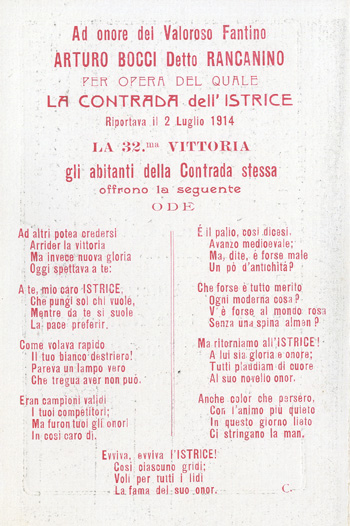 Ad onore del Valoroso Fantino
ARTURO BOCCI Detto RANCANINO
PER OPERA DEL QUALE
LA CONTRADA dell'ISTRICE
Riportava il 2 Luglio 1914
LA 32.ma VITTORIA
gli abitanti della Contrada stessa
offrono la seguente
ODE
Ad altri potea credersi
Arrider la vittoria
Ma invece nuova gloria
Oggi spettava a te:
A te, mio caro ISTRICE,
Che pungi sol chi vuole,
Mentre da te si suole
La pace preferir.
Come volava rapido
Il tuo bianco destriero!
Pareva un lampo vero
Che tregua aver non può.
Eran campioni validi
I tuoi competitori;
Ma furon tuoi gli onori
In così caro dì.
É il palio, così dicesi,
Avanzo medioevale;
Ma, dite, è forse male
Un pò d'antichità?
Che forse è tutto merito
Ogni moderna cosa?
V'è forse al mondo rosa
Senza una spina almen?
Ma ritorniamo all'ISTRICE!
A lui sia gloria e onore;
Tutti plaudiam di cuore
Al suo novello onor.
Anche color che persero,
Con l'animo più quieto
In questo giorno lieto
Ci stringano la man.
Evviva, evviva l'ISTRICE!
Così ciascuno gridi;
Voli per tutti i lidi
La fama del suo onor.
C.